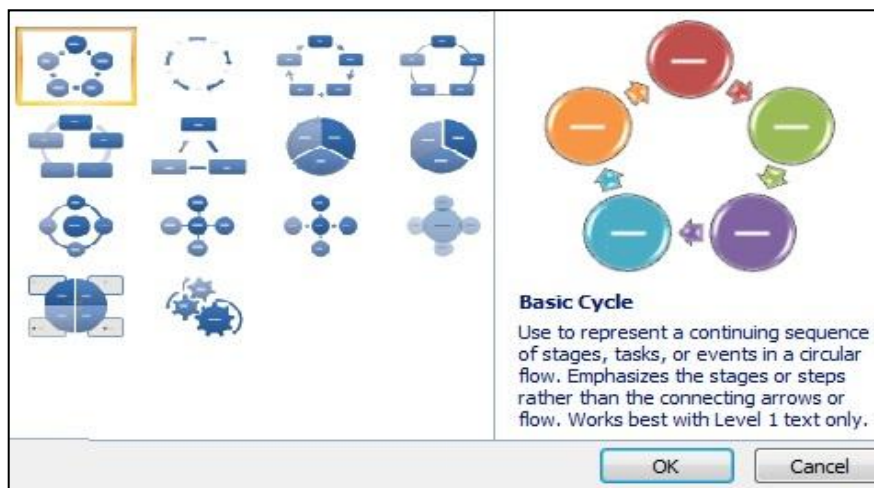 Basic Cycle
Use to represent a continuing sequence
of stages, tasks, or events in a circular
flow. Emphasizes the stages or steps
rather than the connecting arrows or
flow. Works best with Level 1 text only.
OK
Cancel